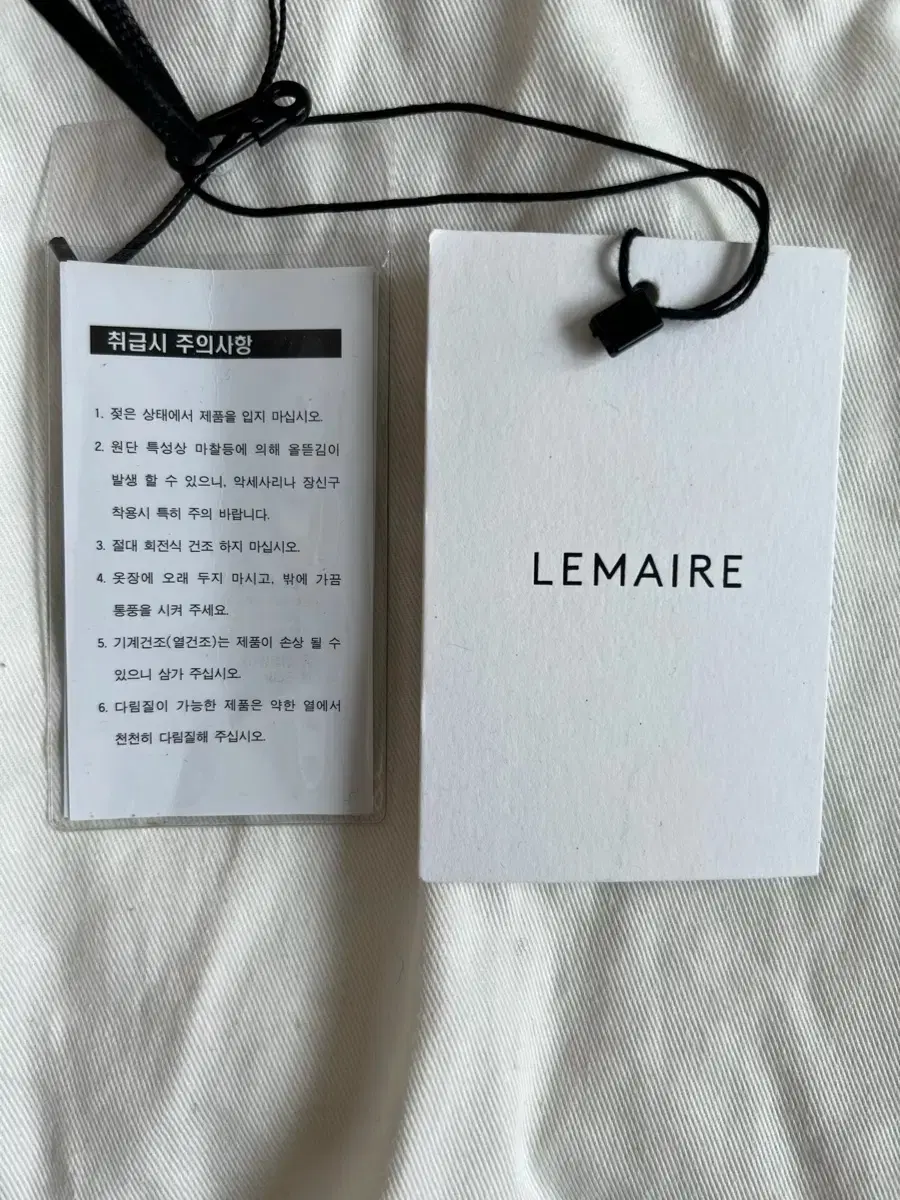 취급시 주의사항
1. 젖은 상태에서 제품을 입지 마십시오.
2. 원단 특성상 마찰등에 의해 올뜯김이
발생 할 수 있으니, 악세사리나 장신구
착용시 특히 주의 바랍니다.
3. 절대 회전식 건조 하지 마십시오.
4. 옷장에 오래 두지 마시고, 밖에 가끔
통풍을 시켜 주세요.
5. 기계건조(열건조)는 제품이 손상 될 수
있으니 삼가 주십시오.
6. 다림질이 가능한 제품은 약한 열에서
천천히 다림질해 주십시오.
LEMAIRE